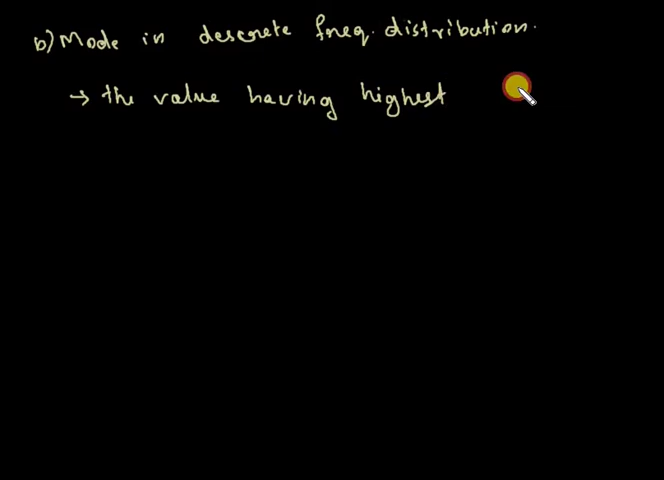 b) Mode in descrete freq. distribution.
→ the value having highest